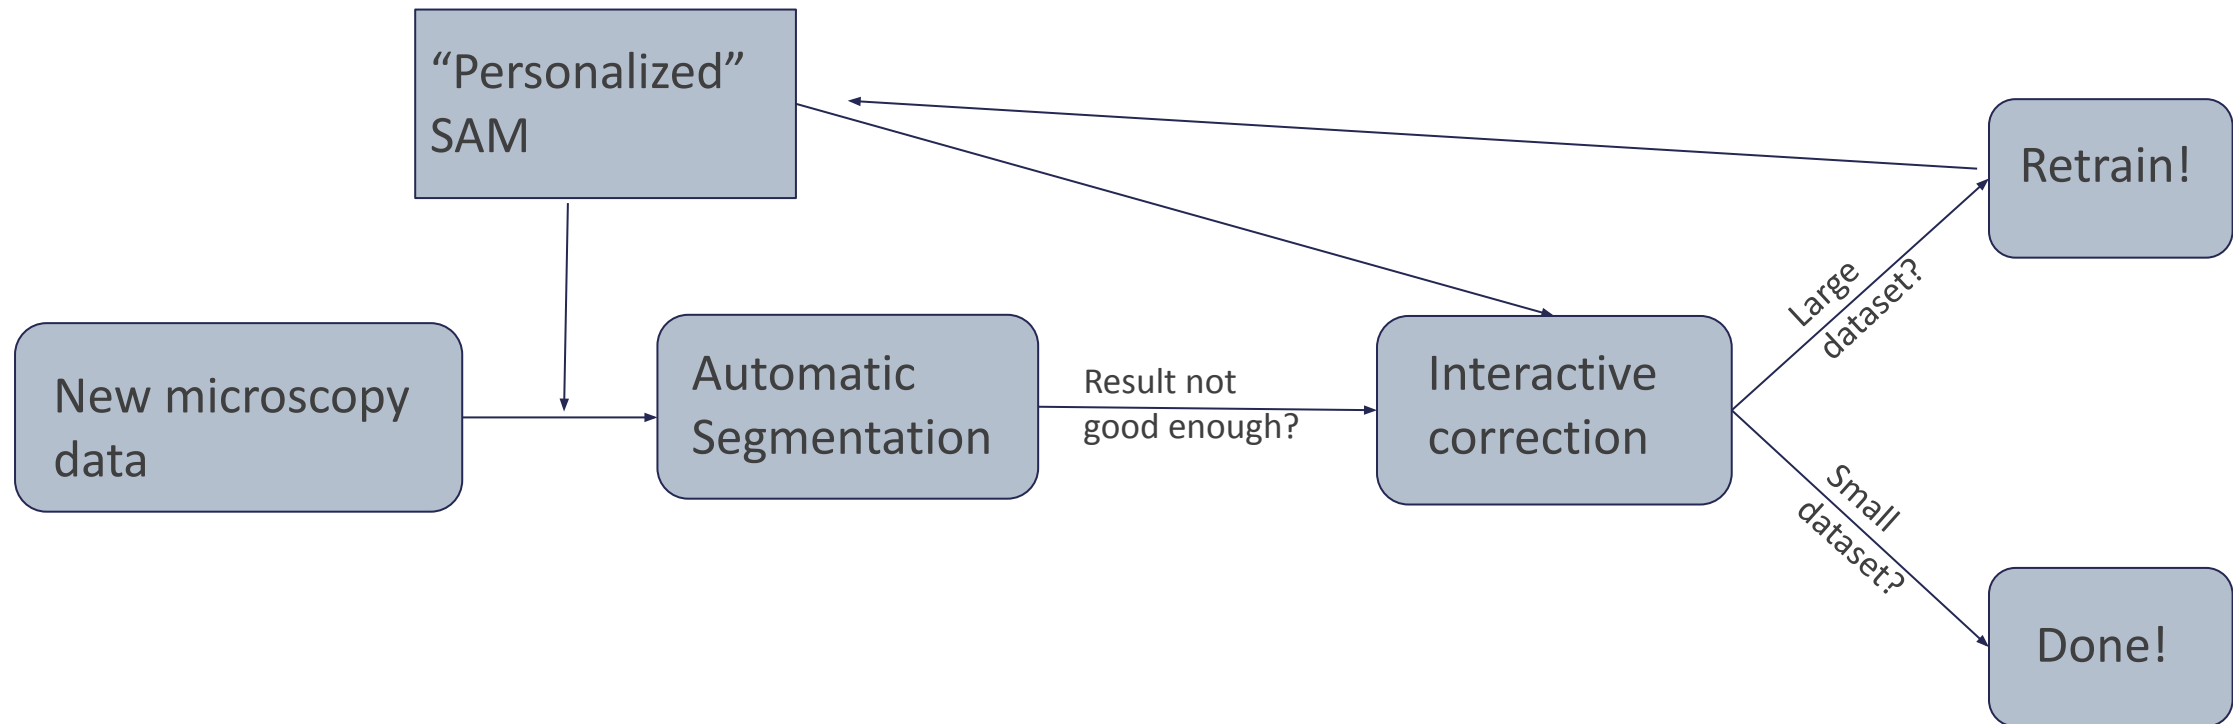 “Personalized”
SAM
Retrain!
Large
dataset?
New microscopy
data
Automatic
Segmentation
Result not
good enough?
Interactive
correction
Small
dataset?
Done!